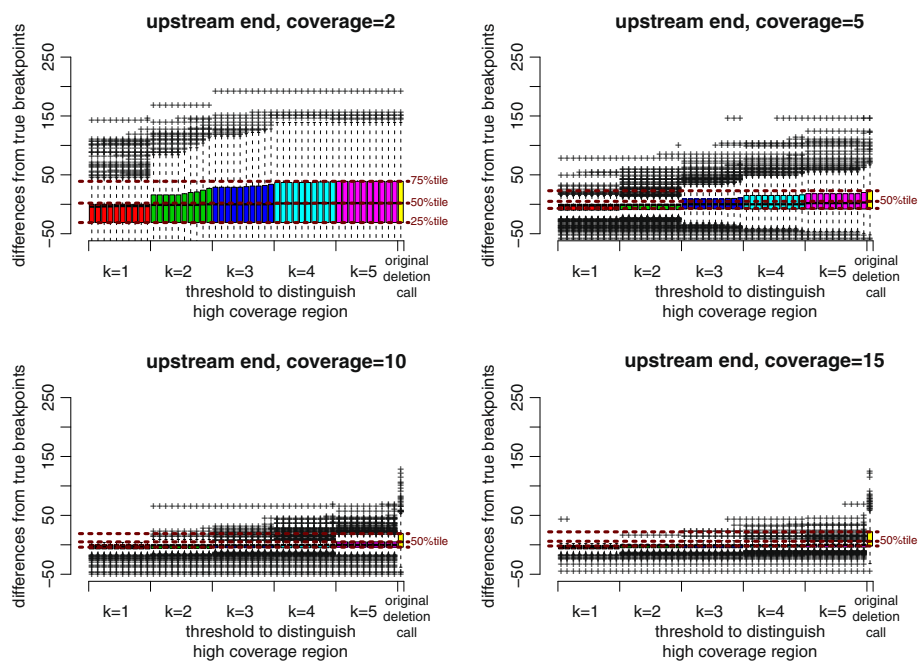 upstream end, coverage=2
differences from true breakpoints
250
150
50
−50
75%tile
50%tile
25%tile
k=1 k=2 k=3 k=4 k=5
original
deletion
call
threshold to distinguish
high coverage region
upstream end, coverage=5
differences from true breakpoints
250
150
50
−50
50%tile
k=1 k=2 k=3 k=4 k=5
original
deletion
call
threshold to distinguish
high coverage region
upstream end, coverage=10
differences from true breakpoints
250
150
50
−50
50%tile
k=1 k=2 k=3 k=4 k=5
original
deletion
call
threshold to distinguish
high coverage region
upstream end, coverage=15
differences from true breakpoints
250
150
50
−50
50%tile
k=1 k=2 k=3 k=4 k=5
original
deletion
call
threshold to distinguish
high coverage region